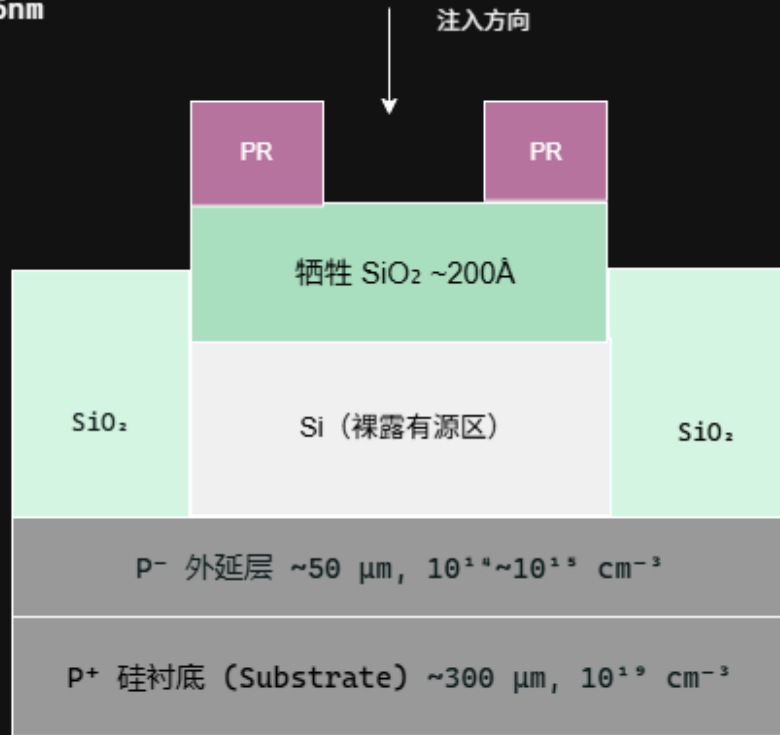 注入方向
PR
PR
牺牲 SiO₂ ~200Å
Si（裸露有源区）
SiO₂
SiO₂
P⁻ 外延层 ~50 μm, 10¹⁴~10¹⁵ cm⁻³
P⁺ 硅衬底 (Substrate) ~300 μm, 10¹⁹ cm⁻³